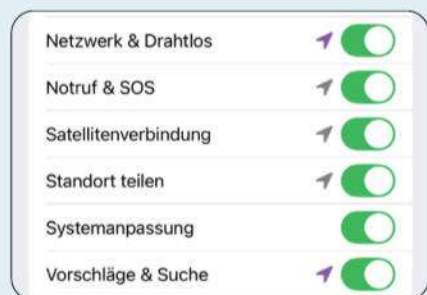 Netzwerk & Drahtlos
Notruf & SOS
Satellitenverbindung
Standort teilen
Systemanpassung
Vorschläge & Suche